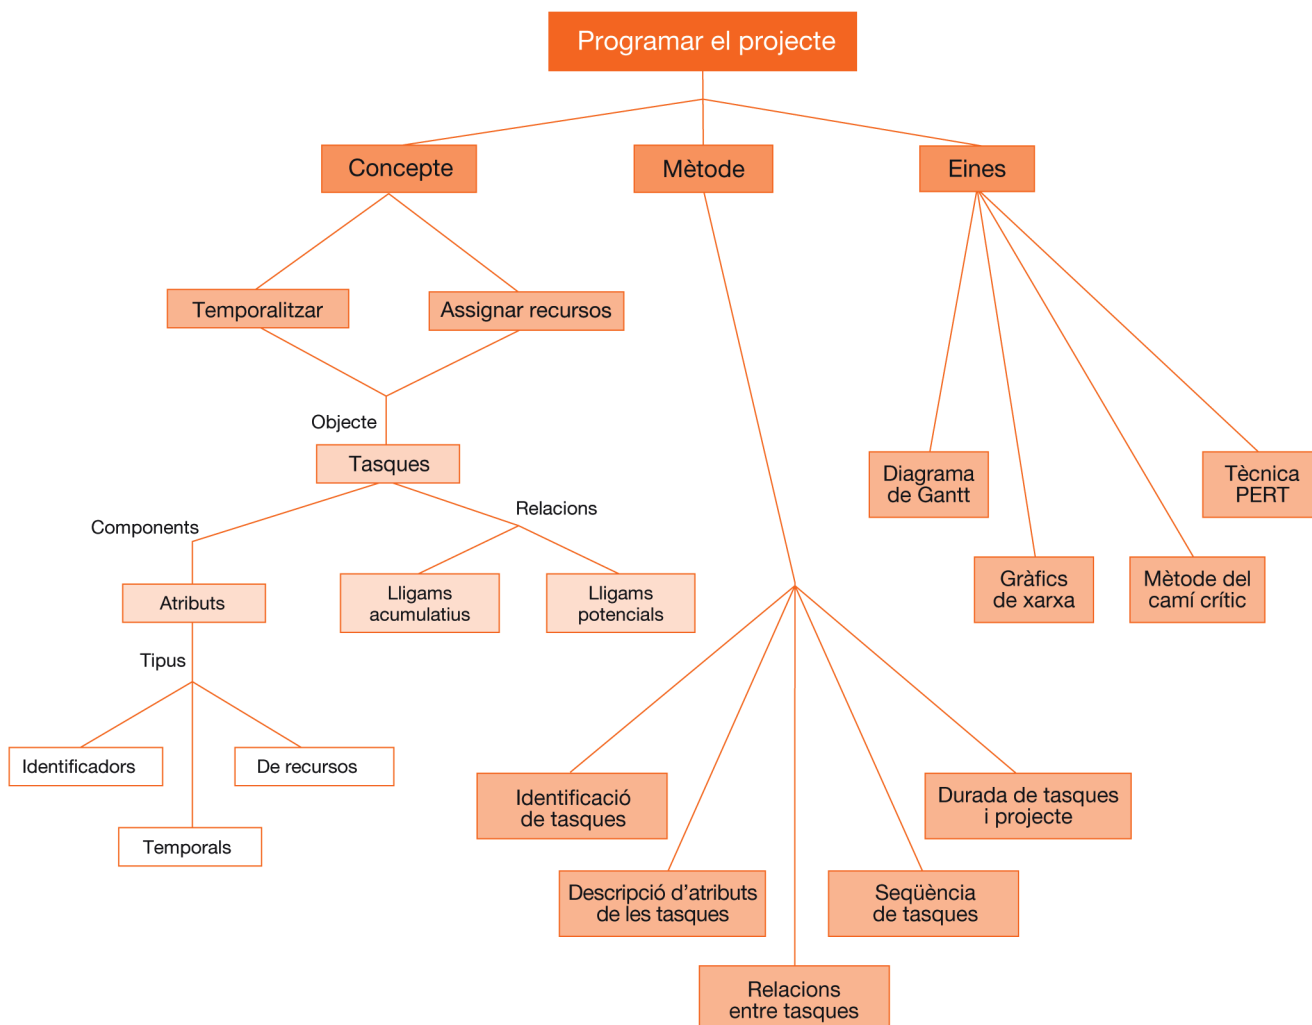 Programar el projecte
Concepte
Mètode
Eines
Temporalitzar
Assignar recursos
Objecte
Tasques
Components
Relacions
Atributs
Lligams
acumulatius
Lligams
potencials
Tipus
Identificadors
De recursos
Temporals
Diagrama
de Gantt
Tècnica
PERT
Gràfics
de xarxa
Mètode del
camí crític
Identificació
de tasques
Durada de tasques
i projecte
Descripció d’atributs
de les tasques
Seqüència
de tasques
Relacions
entre tasques